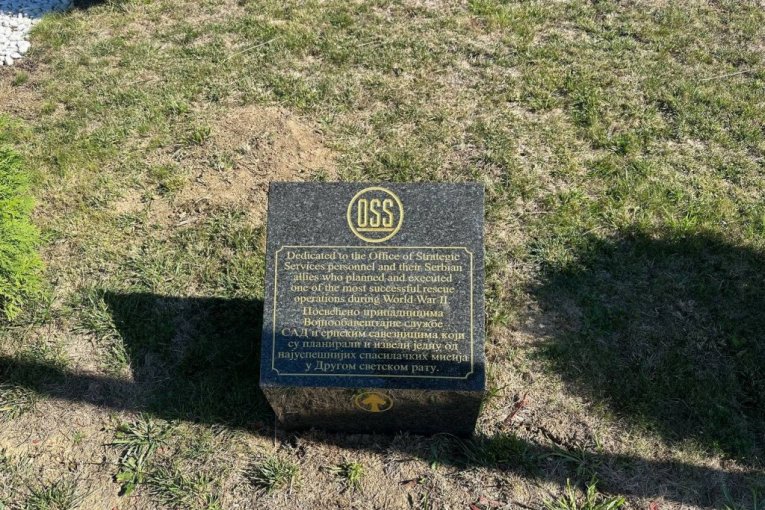 OSS
Dedicated to the Office of Strategic
Services personnel and their Serbian
allies who planned and executed
one of the most successful rescue
operations during World War II
Посвећено припадницима
Војнообавештајне службе
САД и српским савезницима који
су планирали и извели једну од
најуспешнијих спасилачких мисија
у Другом светском рату.